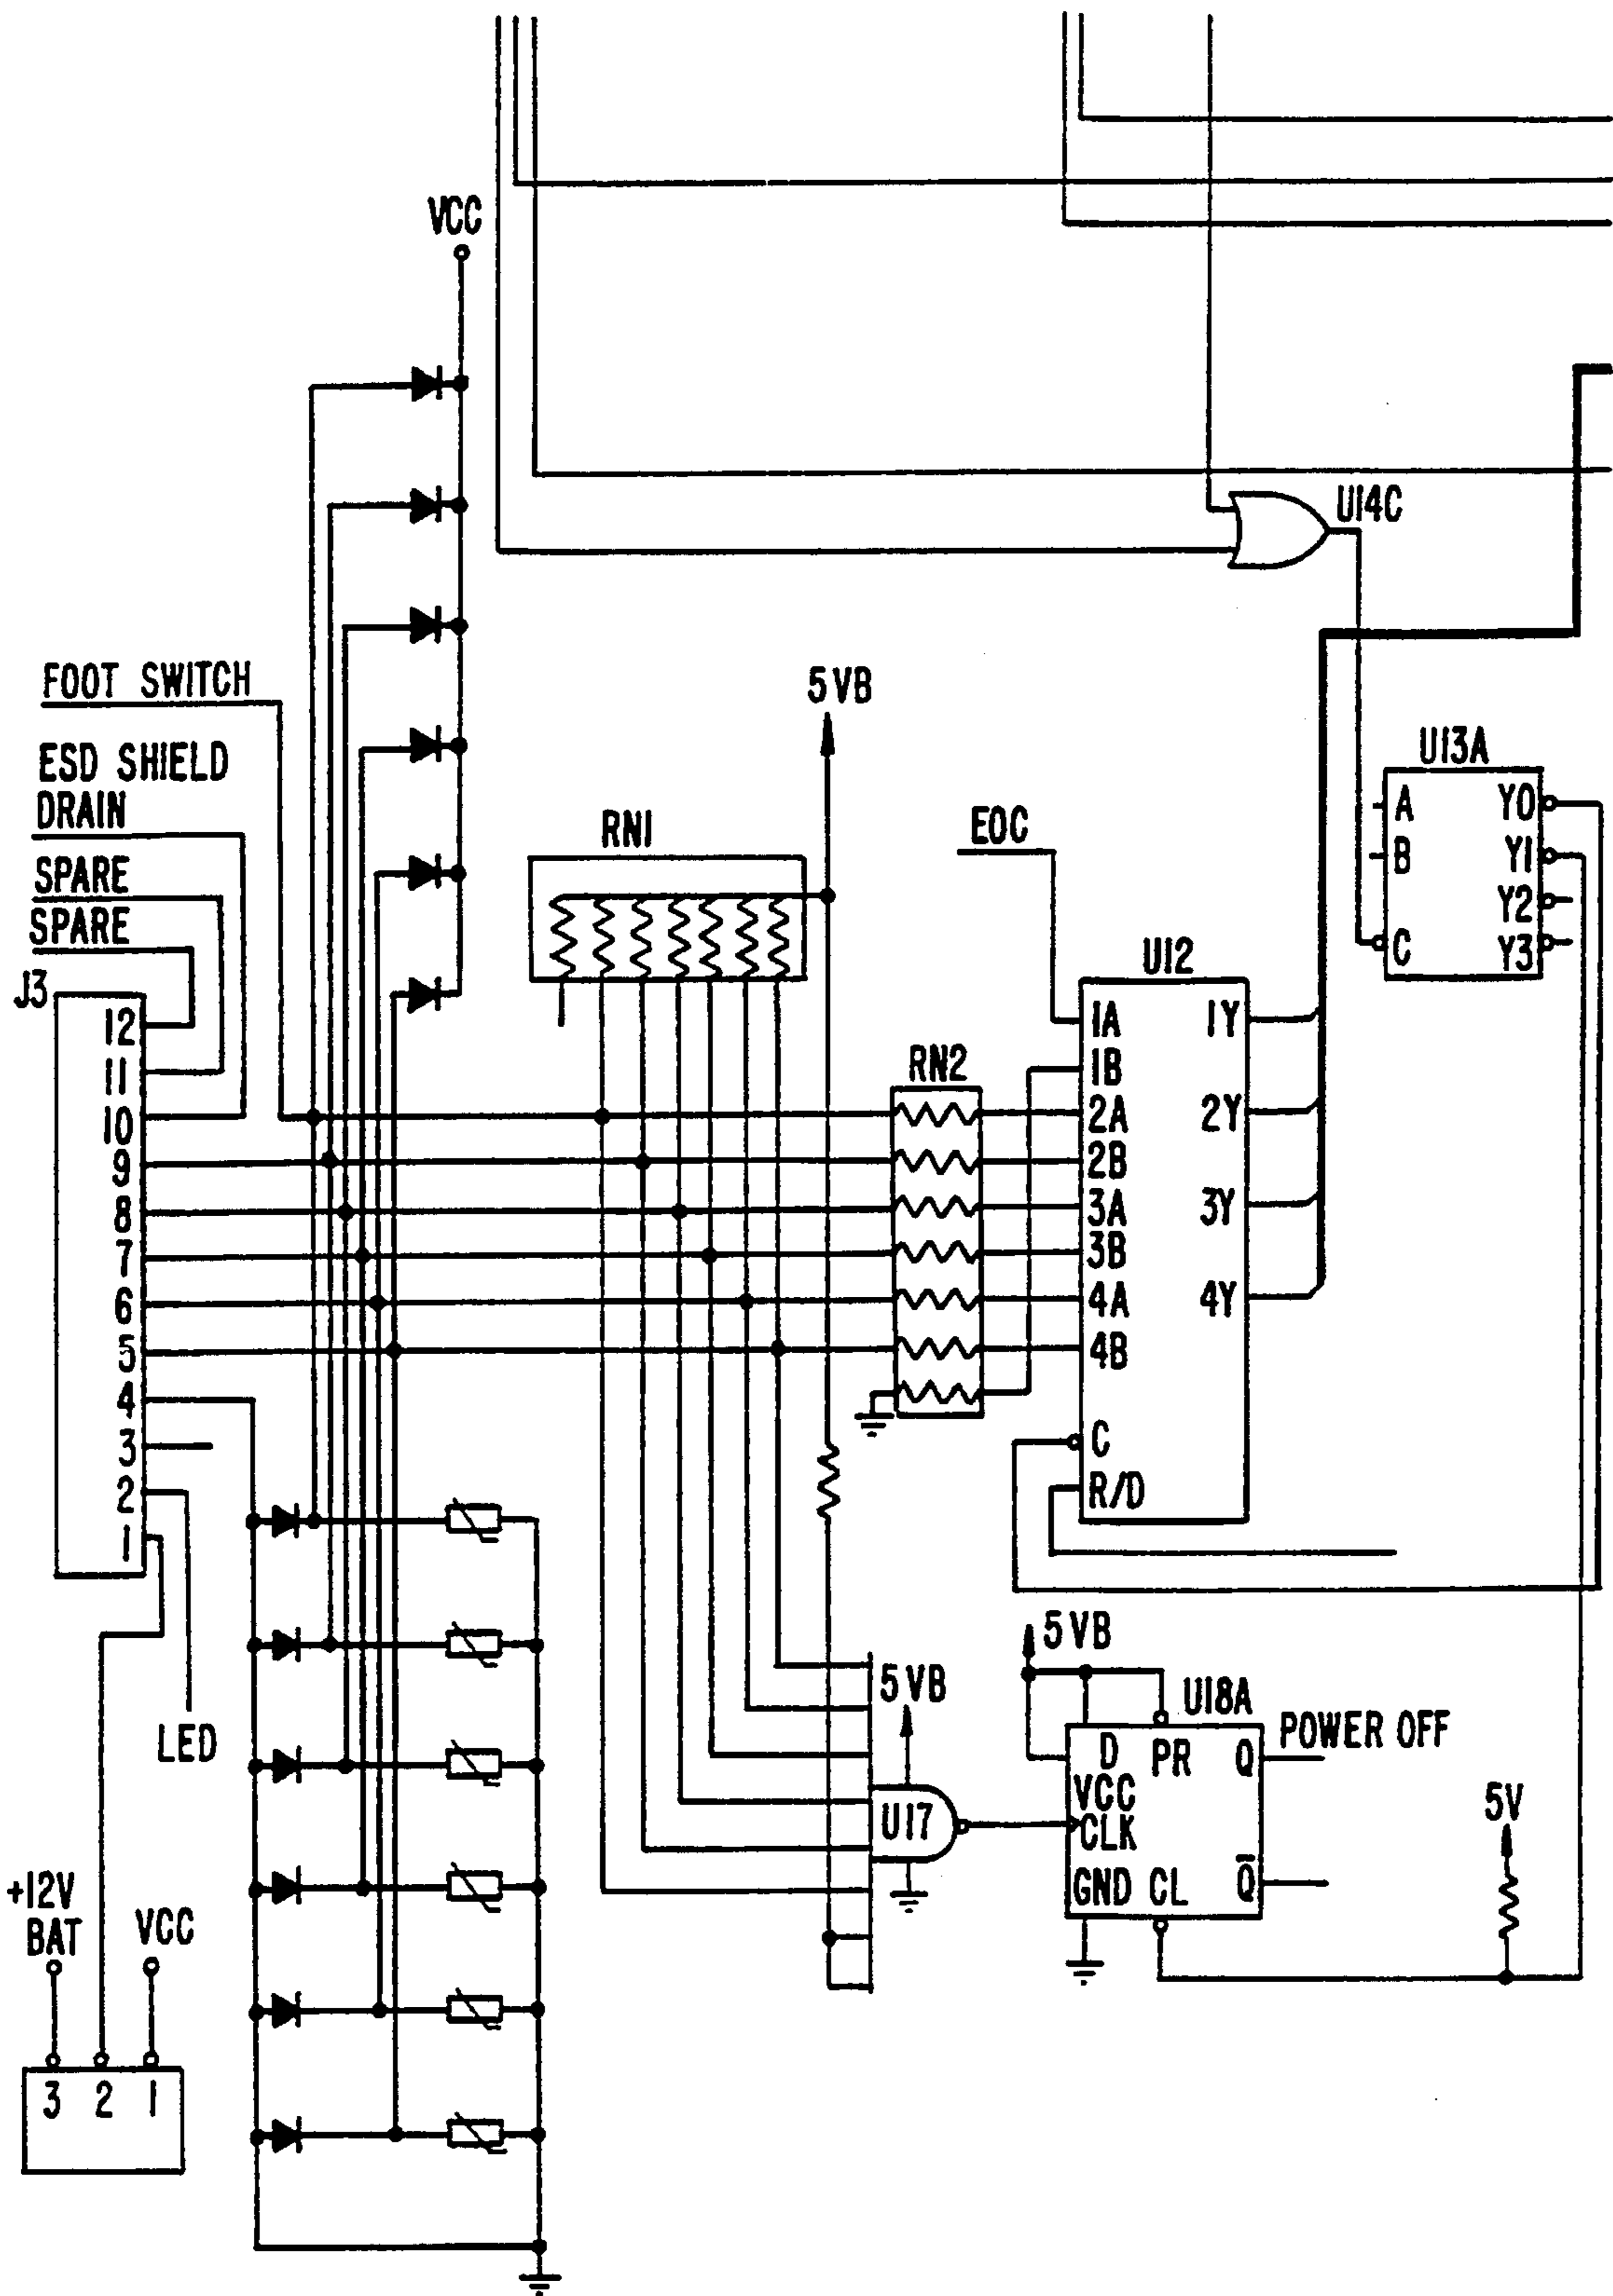 VCC
U14C
FOOT SWITCH
ESD SHIELD
DRAIN
SPARE
SPARE
J3
12
11
10
9
8
7
6
5
4
3
2
1
LED
+12V
BAT
VCC
3 2 1
5VB
RN1
EOC
RN2
U12
1A 1Y
1B
2A 2Y
2B
3A 3Y
3B
4A 4Y
4B
C
R/D
U13A
A Y0
B Y1
Y2
C Y3
5VB
U17
5VB
U18A
D PR Q
VCC
CLK
GND CL Q̅
POWER OFF
5V